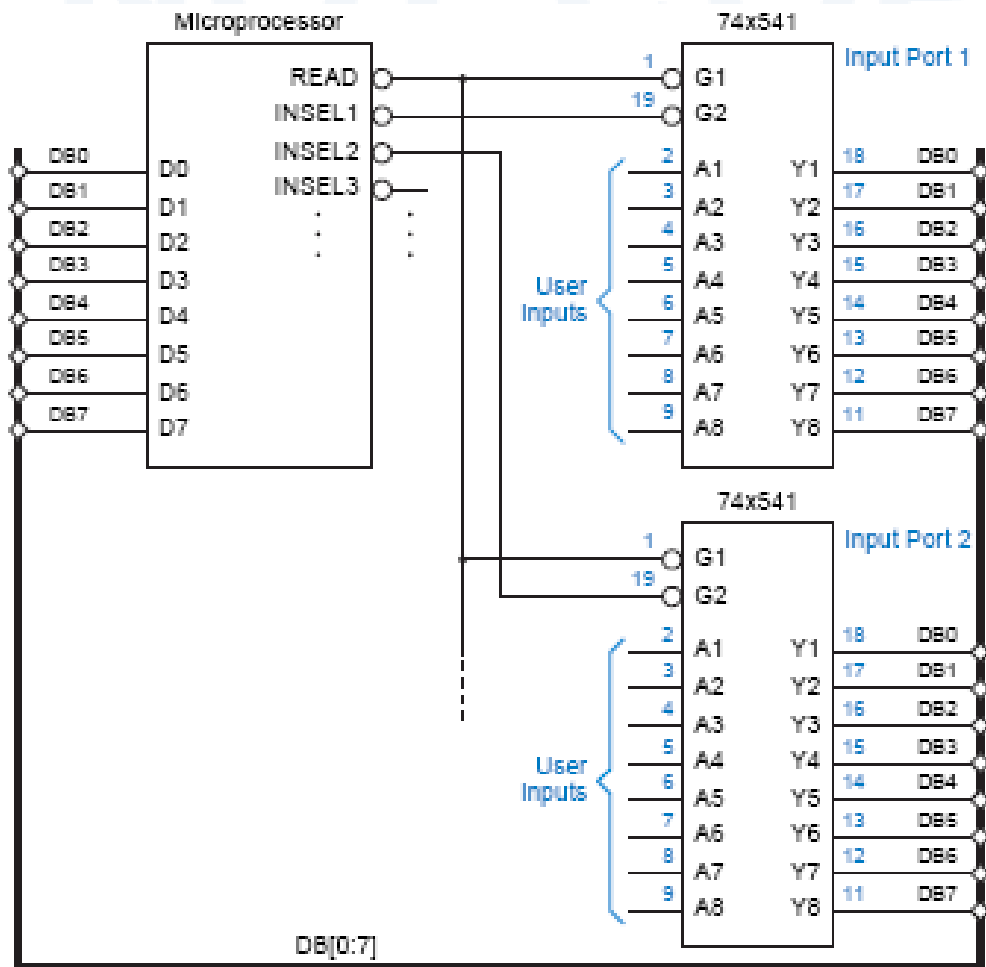 Microprocessor
READ
INSEL1
INSEL2
INSEL3
DB0 D0
DB1 D1
DB2 D2
DB3 D3
DB4 D4
DB5 D5
DB6 D6
DB7 D7
74x541
Input Port 1
1 G1
19 G2
User
Inputs
2 A1 Y1 18 DB0
3 A2 Y2 17 DB1
4 A3 Y3 16 DB2
5 A4 Y4 15 DB3
6 A5 Y5 14 DB4
7 A6 Y6 13 DB5
8 A7 Y7 12 DB6
9 A8 Y8 11 DB7
74x541
Input Port 2
1 G1
19 G2
User
Inputs
2 A1 Y1 18 DB0
3 A2 Y2 17 DB1
4 A3 Y3 16 DB2
5 A4 Y4 15 DB3
6 A5 Y5 14 DB4
7 A6 Y6 13 DB5
8 A7 Y7 12 DB6
9 A8 Y8 11 DB7
DB[0:7]